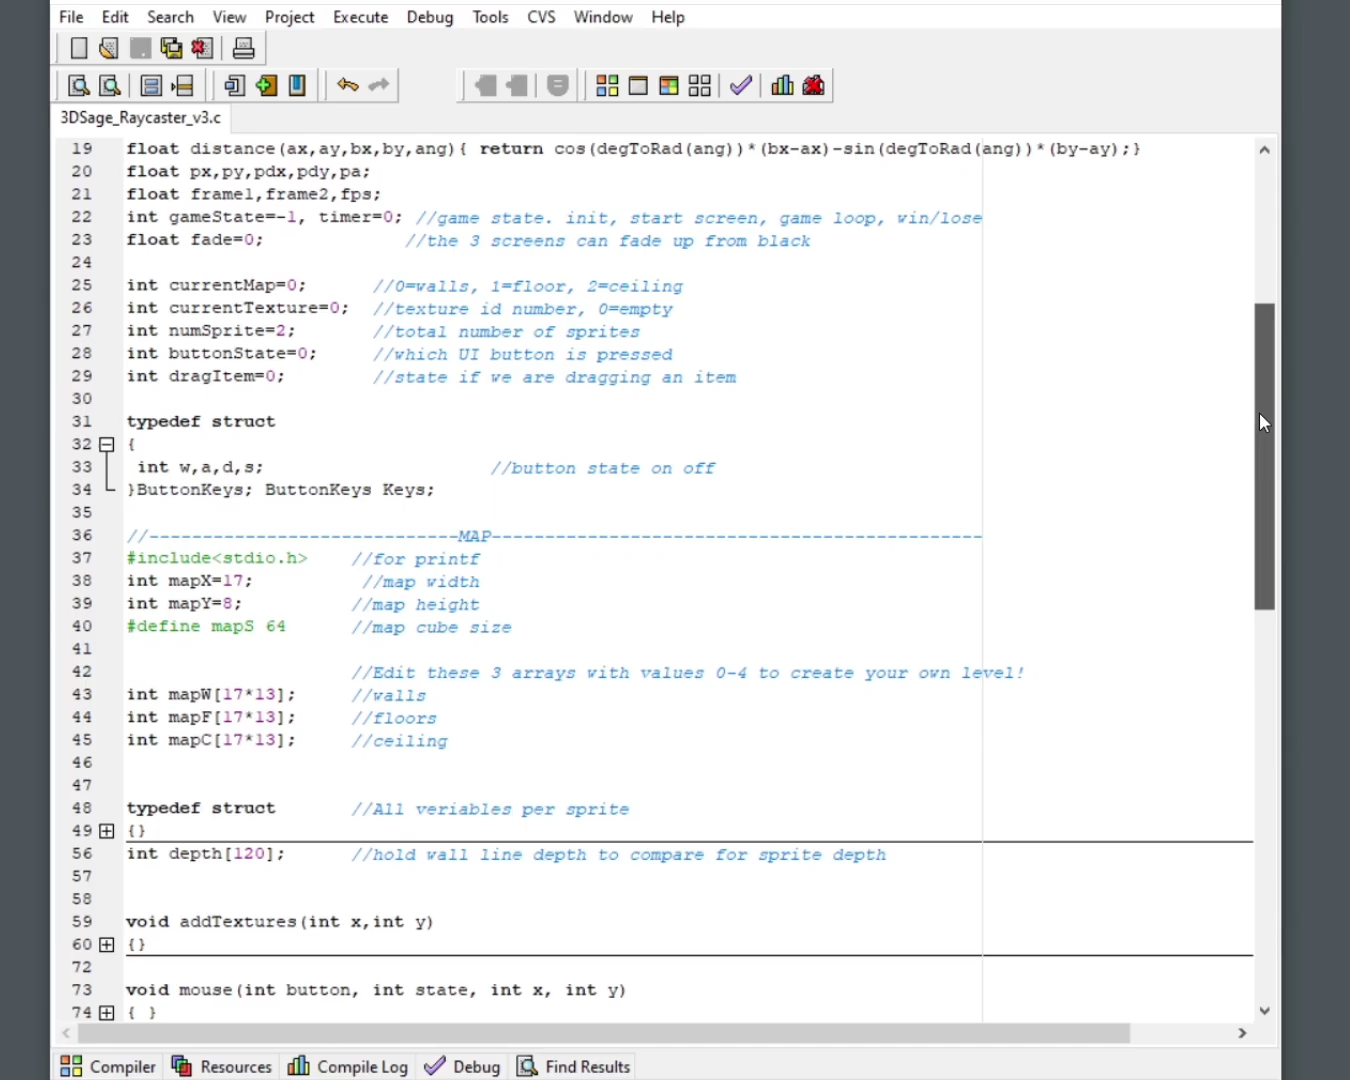 File Edit Search View Project Execute Debug Tools CVS Window Help
3DSage_Raycaster_v3.c
19 float distance(ax,ay,bx,by,ang){ return cos(degToRad(ang))*(bx-ax)-sin(degToRad(ang))*(by-ay);}
20 float px,py,pdx,pdy,pa;
21 float frame1,frame2,fps;
22 int gameState=-1, timer=0; //game state. init, start screen, game loop, win/lose
23 float fade=0; //the 3 screens can fade up from black
24
25 int currentMap=0; //0=walls, 1=floor, 2=ceiling
26 int currentTexture=0; //texture id number, 0=empty
27 int numSprite=2; //total number of sprites
28 int buttonState=0; //which UI button is pressed
29 int dragItem=0; //state if we are dragging an item
30
31 typedef struct
32 {
33 int w,a,d,s; //button state on off
34 }ButtonKeys; ButtonKeys Keys;
35
36 //-----------------------------MAP----------------------------------------------
37 #include<stdio.h> //for printf
38 int mapX=17; //map width
39 int mapY=8; //map height
40 #define mapS 64 //map cube size
41
42 //Edit these 3 arrays with values 0-4 to create your own level!
43 int mapW[17*13]; //walls
44 int mapF[17*13]; //floors
45 int mapC[17*13]; //ceiling
46
47
48 typedef struct //All veriables per sprite
49 {}
56 int depth[120]; //hold wall line depth to compare for sprite depth
57
58
59 void addTextures(int x,int y)
60 {}
72
73 void mouse(int button, int state, int x, int y)
74 { }
Compiler Resources Compile Log Debug Find Results